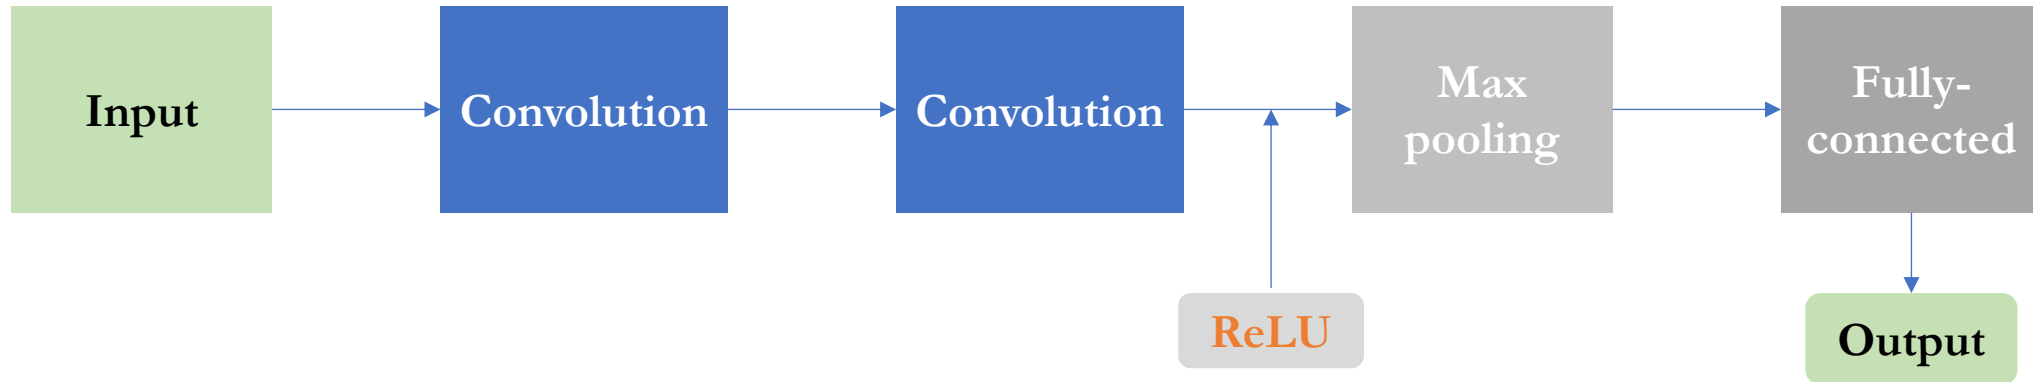 Input
Convolution
Convolution
Max
pooling
Fully-
connected
ReLU
Output